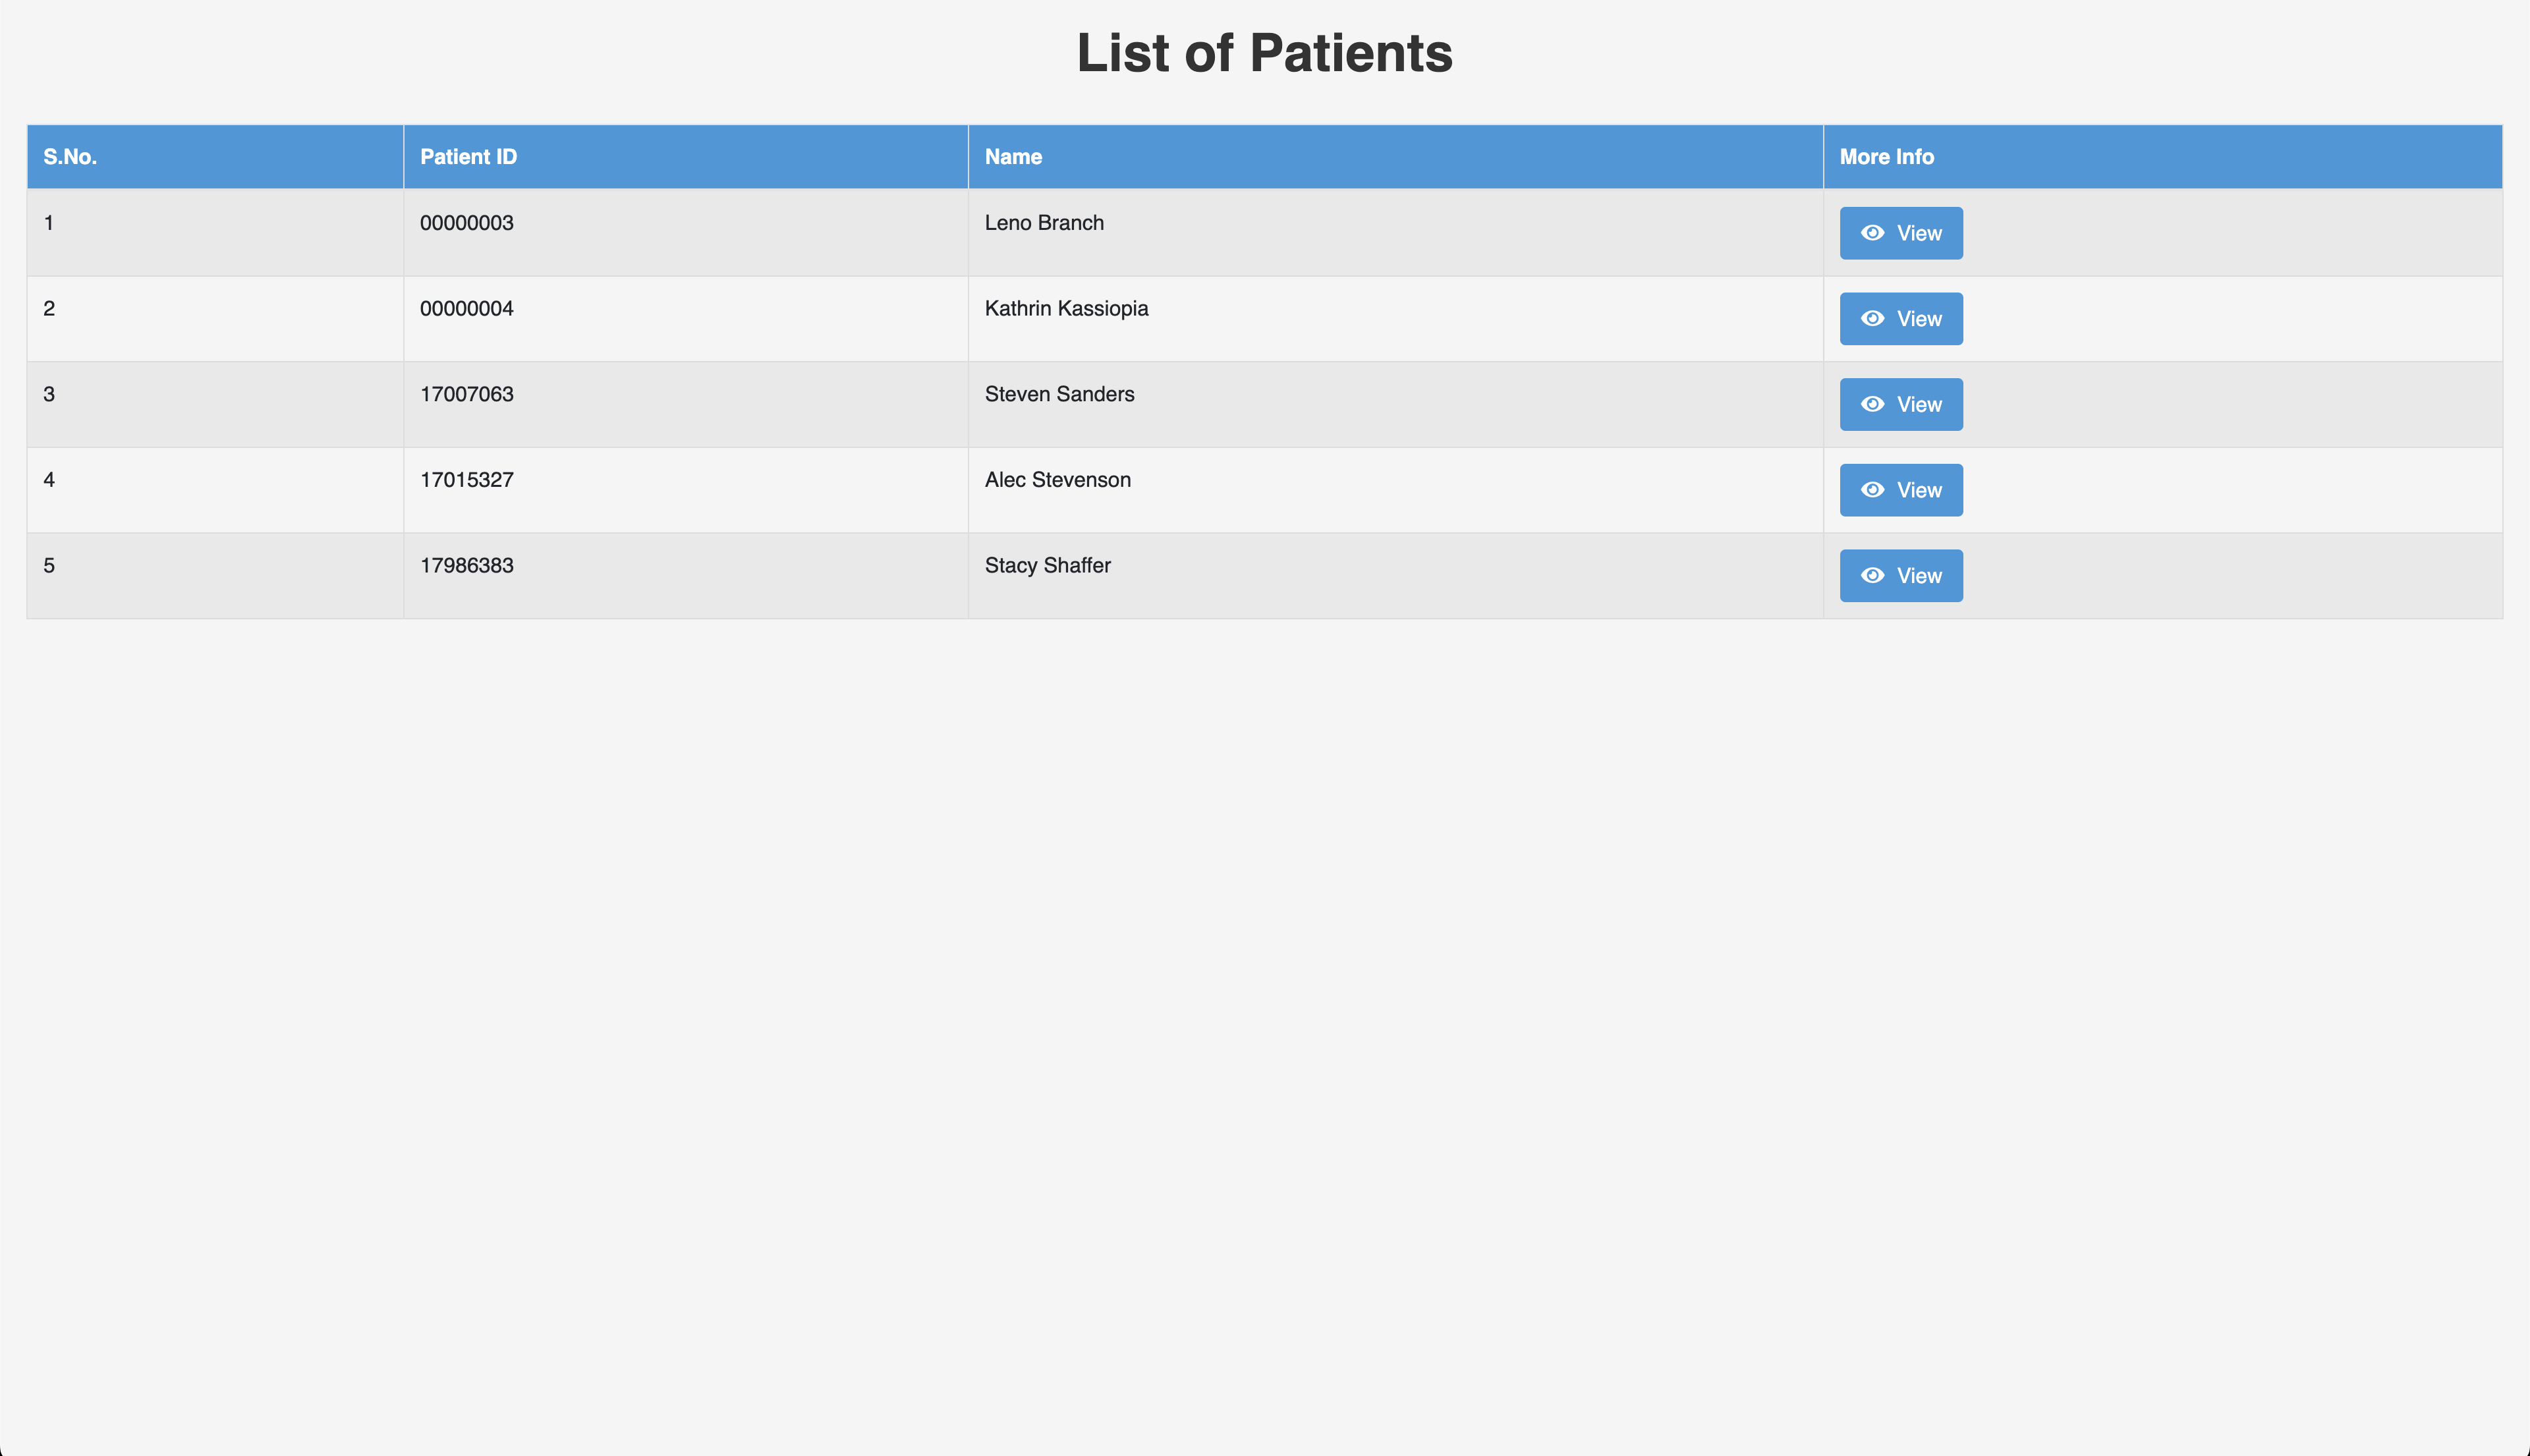 List of Patients
S.No. Patient ID Name More Info
1 00000003 Leno Branch View
2 00000004 Kathrin Kassiopia View
3 17007063 Steven Sanders View
4 17015327 Alec Stevenson View
5 17986383 Stacy Shaffer View